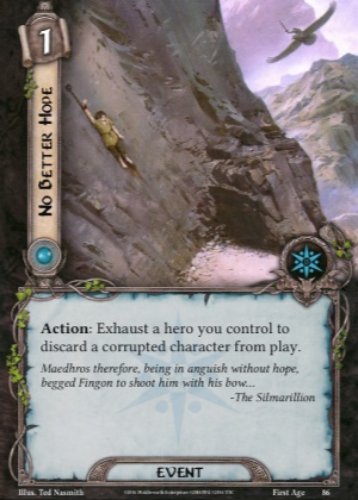 1
No Better Hope
Action: Exhaust a hero you control to
discard a corrupted character from play.
Maedhros therefore, being in anguish without hope,
begged Fingon to shoot him with his bow...
-The Silmarillion
EVENT
Illus. Ted Nasmith
First Age
86